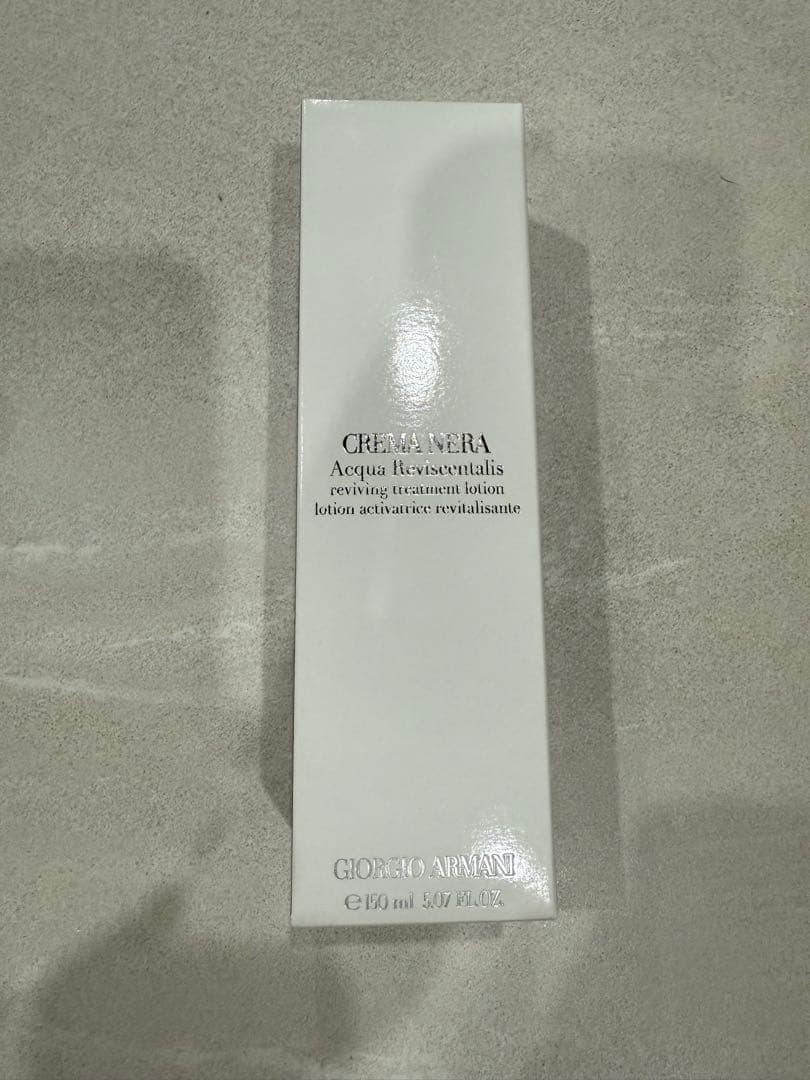 CREMA NERA
Acqua Reviscentalis
reviving treatment lotion
lotion activatrice revitalisante
GIORGIO ARMANI
℮150 ml 5.07 FL.OZ.